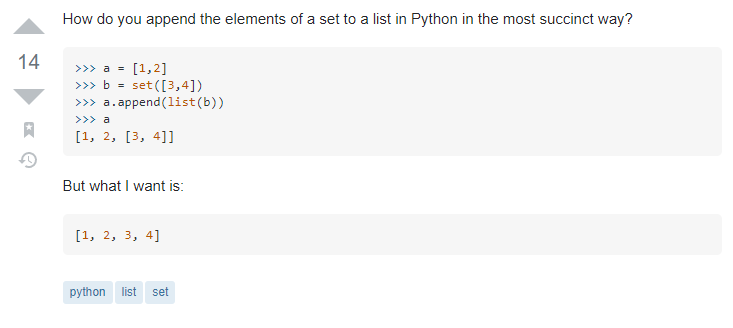 How do you append the elements of a set to a list in Python in the most succinct way?
14
>>> a = [1,2]
>>> b = set([3,4])
>>> a.append(list(b))
>>> a
[1, 2, [3, 4]]
But what I want is:
[1, 2, 3, 4]
python list set